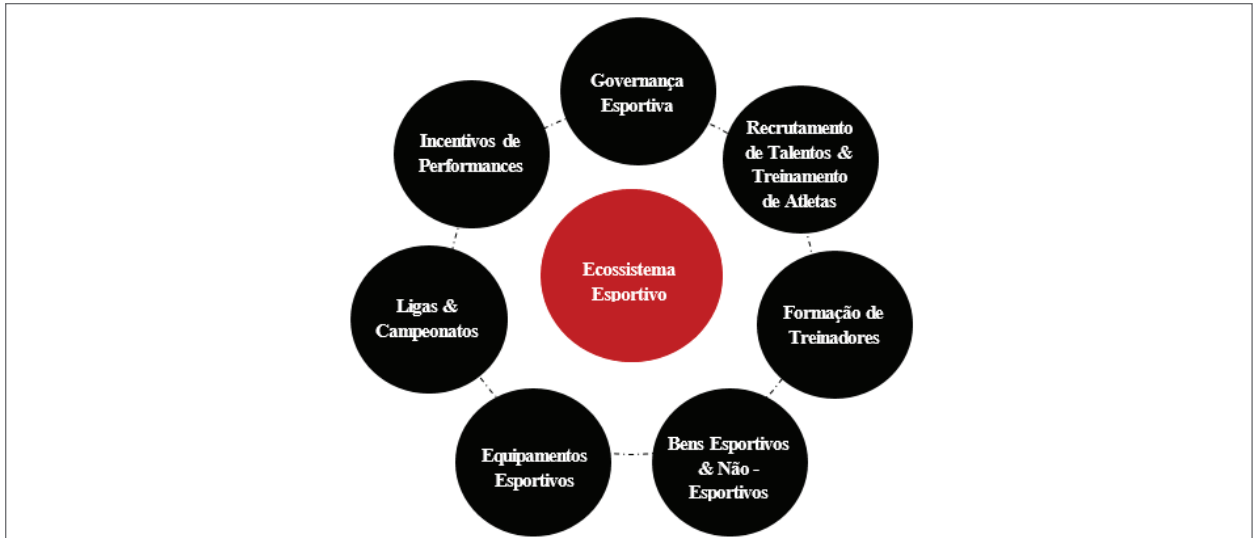 Governança
Esportiva
Recrutamento
de Talentos &
Treinamento
de Atletas
Formação de
Treinadores
Bens Esportivos
& Não -
Esportivos
Equipamentos
Esportivos
Ligas &
Campeonatos
Incentivos de
Performances
Ecossistema
Esportivo